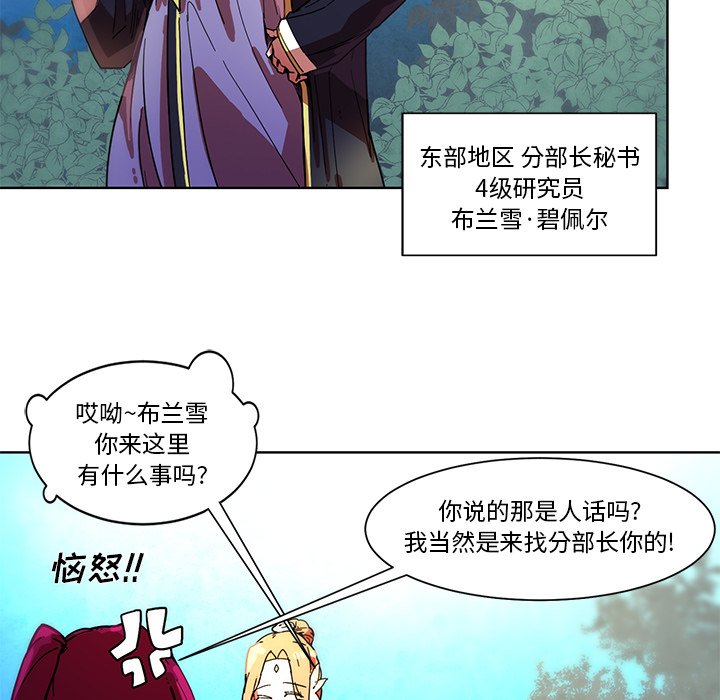 东部地区 分部长秘书
4级研究员
布兰雪·碧佩尔
哎呦~布兰雪
你来这里
有什么事吗?
你说的那是人话吗?
我当然是来找分部长你的!
恼怒!!